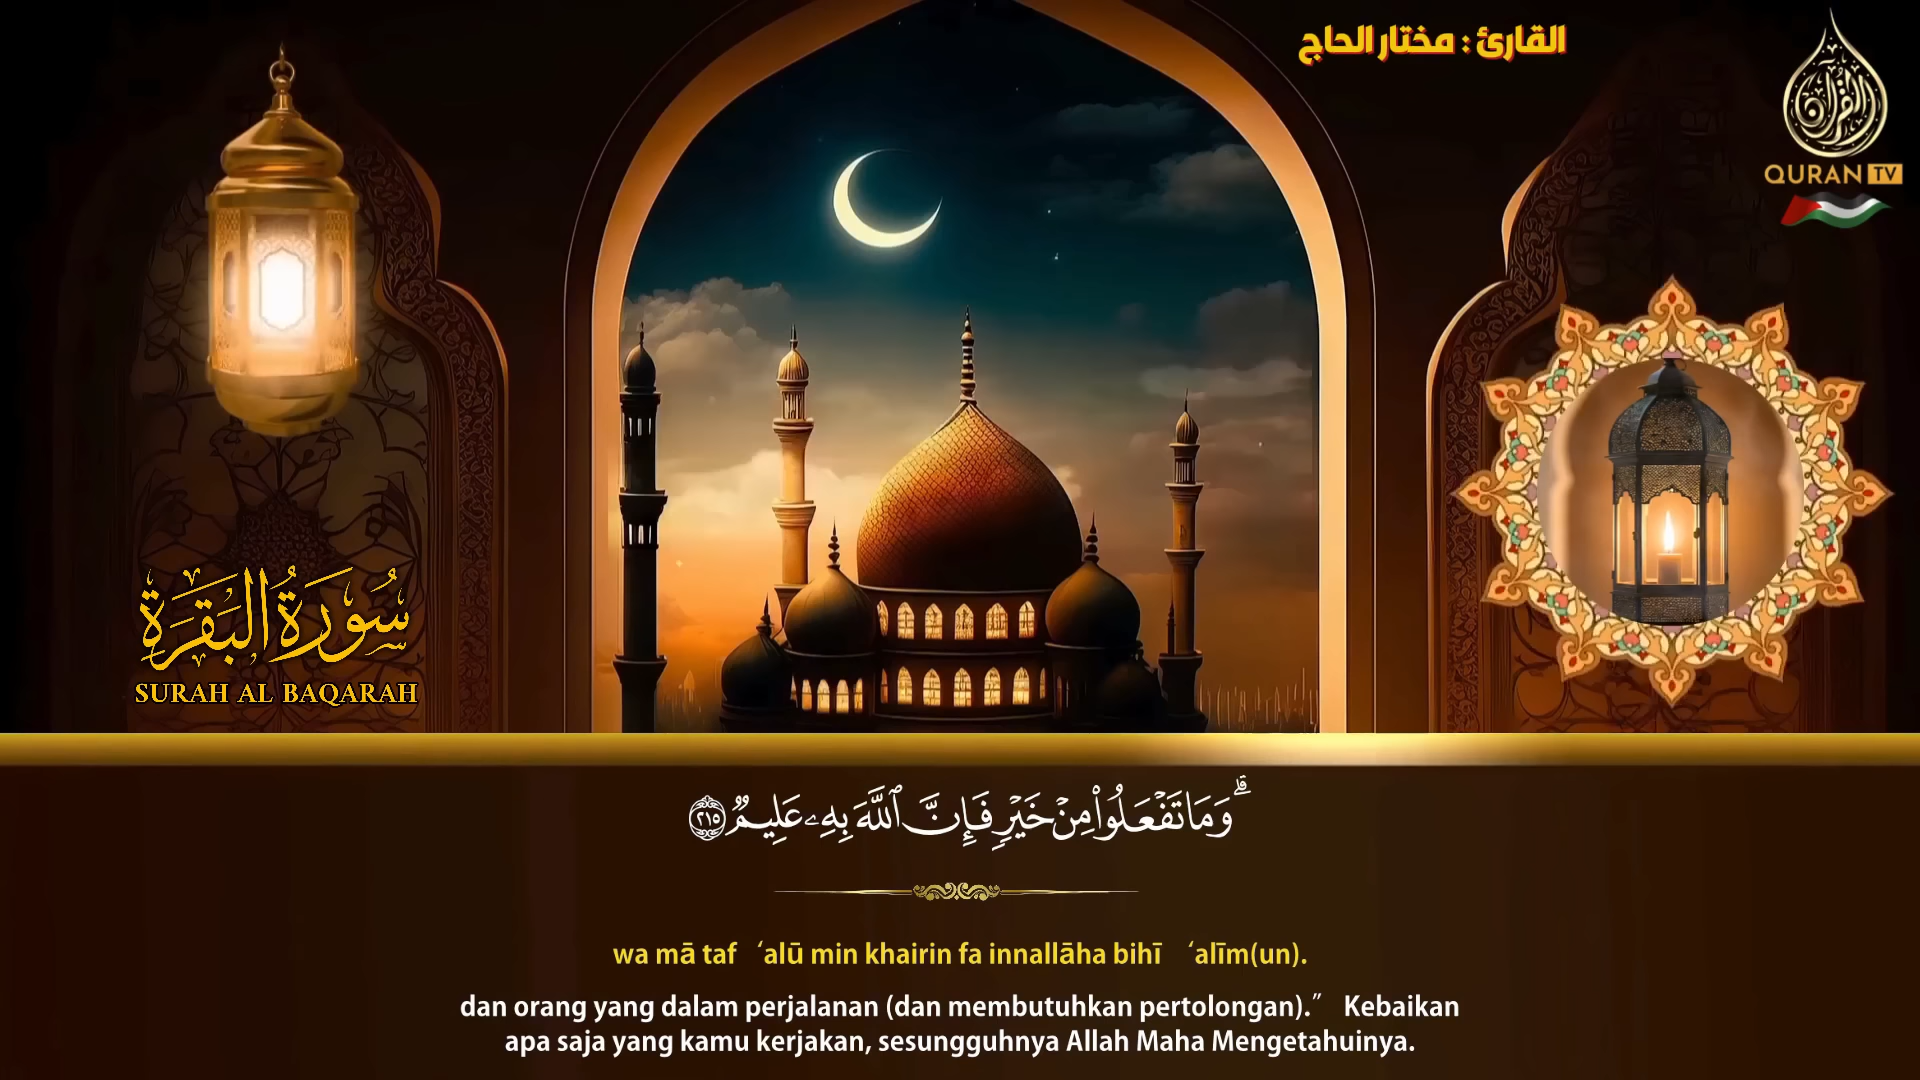 القارئ : مختار الحاج
القرآن
QURAN TV
سُورَةُ الْبَقَرَة
SURAH AL BAQARAH
ۗ وَمَا تَفْعَلُوا۟ مِنْ خَيْرٍ فَإِنَّ ٱللَّهَ بِهِۦ عَلِيمٌ ٢١٥
wa mā taf ‘alū min khairin fa innallāha bihī ‘alīm(un).
dan orang yang dalam perjalanan (dan membutuhkan pertolongan).” Kebaikan
apa saja yang kamu kerjakan, sesungguhnya Allah Maha Mengetahuinya.